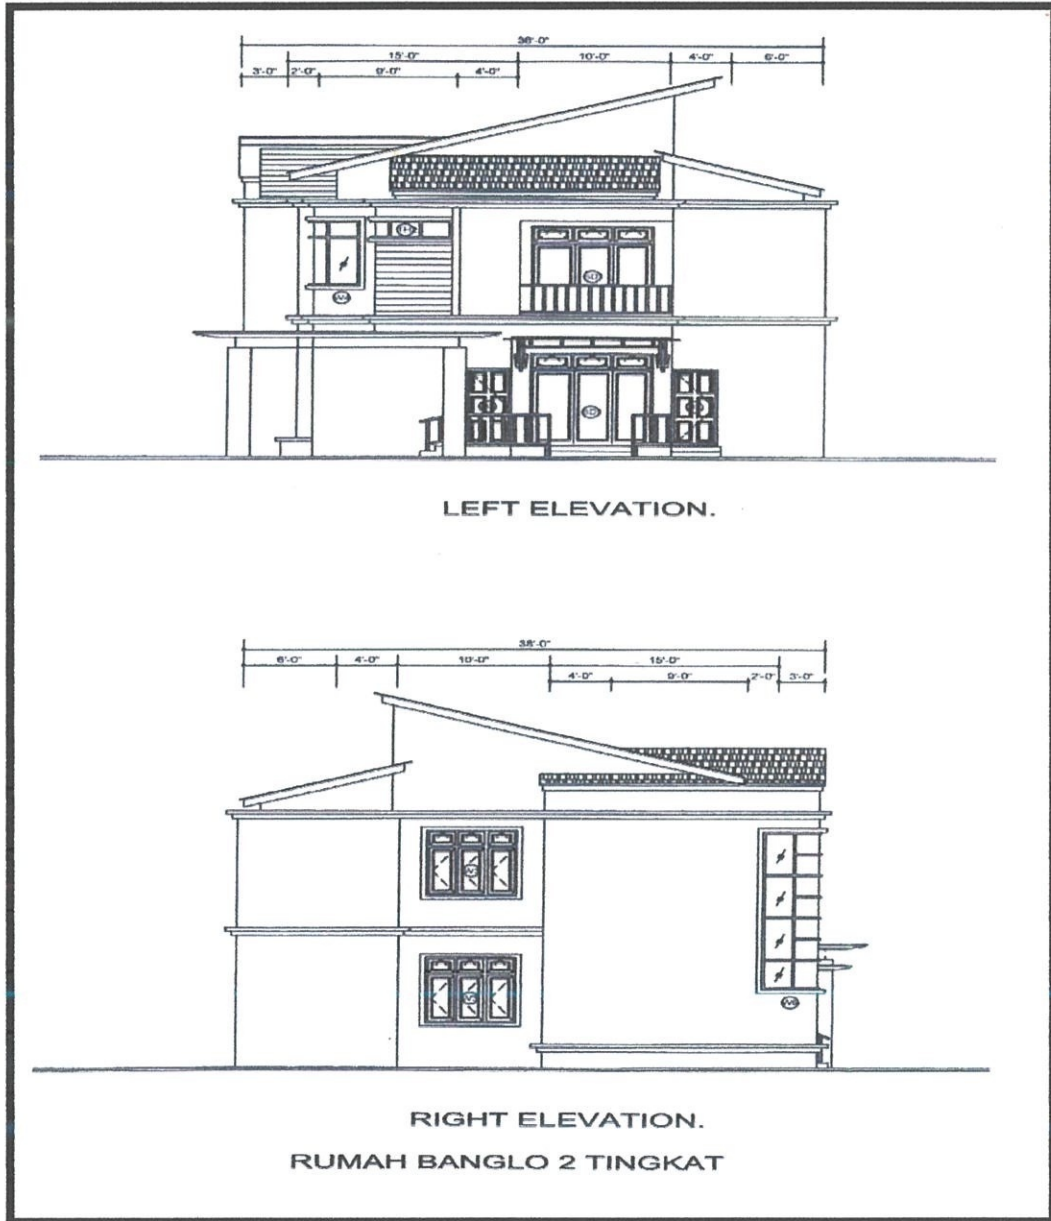 38'-0"
15'-0" 10'-0" 4'-0" 6'-0"
3'-0" 2'-0" 9'-0" 4'-0"
LEFT ELEVATION.
38'-0"
6'-0" 4'-0" 10'-0" 15'-0"
4'-0" 9'-0" 2'-0" 3'-0"
RIGHT ELEVATION.
RUMAH BANGLO 2 TINGKAT